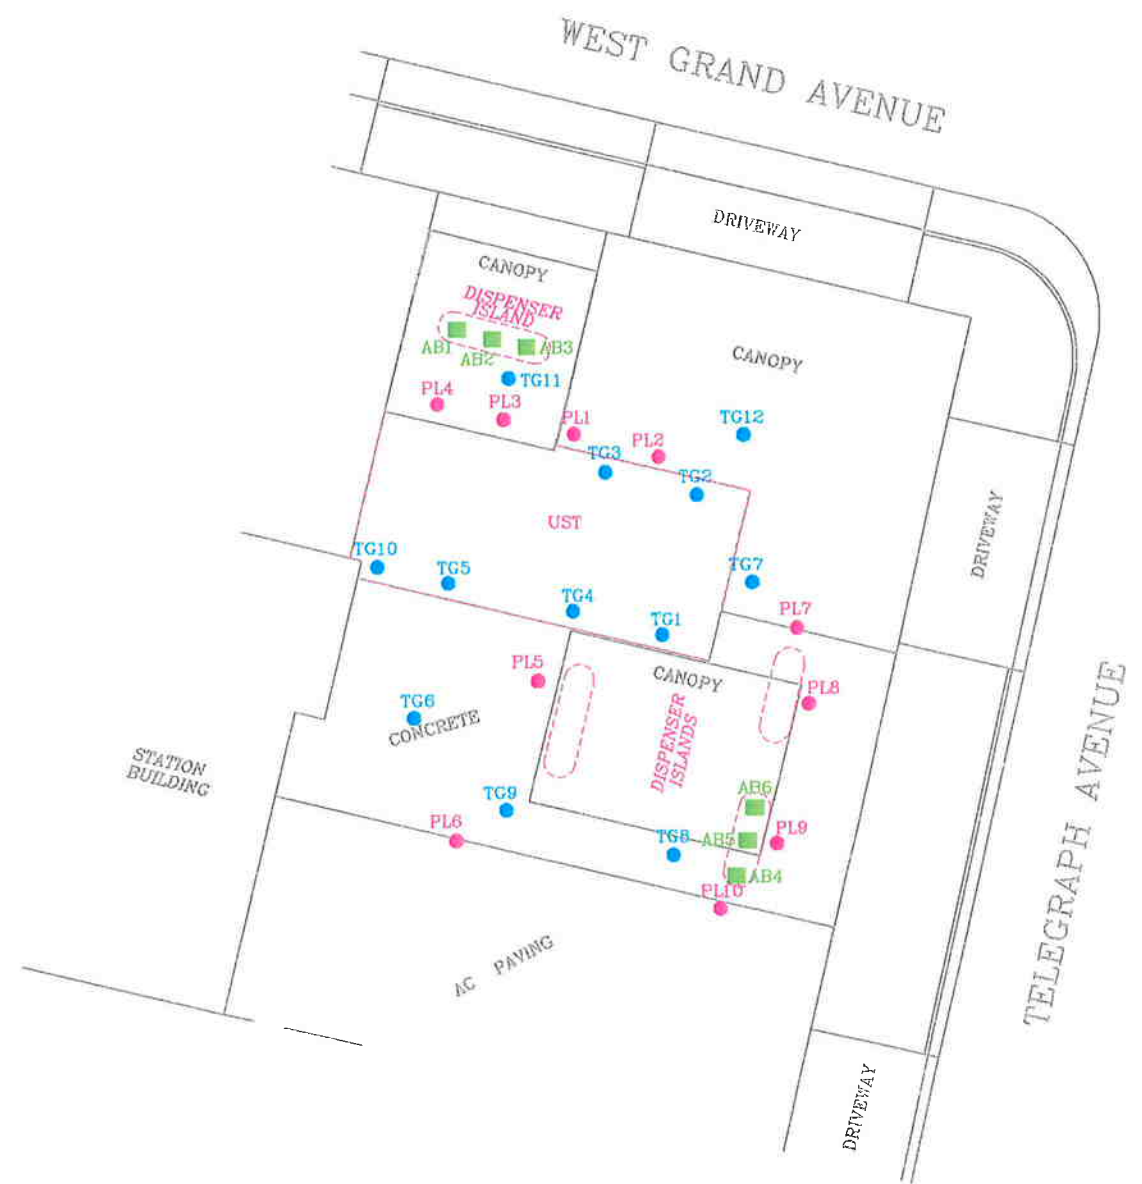 WEST GRAND AVENUE
DRIVEWAY
CANOPY
DISPENSER
ISLAND
AB1
AB2
AB3
TG11
CANOPY
PL4
PL3
PL1
PL2
TG12
TG3
TG2
UST
DRIVEWAY
TG10
TG5
TG4
TG1
TG7
PL7
PL5
CANOPY
PL8
TG6
CONCRETE
DISPENSER
ISLANDS
STATION
BUILDING
TG9
PL6
TG8
AB6
AB5
PL9
AB4
PL10
AC PAVING
TELEGRAPH AVENUE
DRIVEWAY